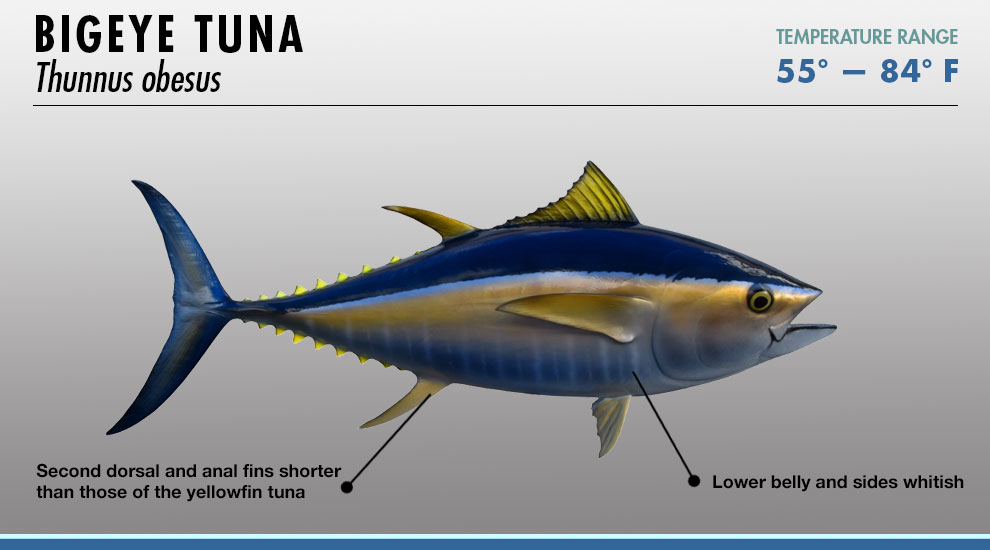 BIGEYE TUNA
Thunnus obesus
TEMPERATURE RANGE
55° – 84° F
Second dorsal and anal fins shorter
than those of the yellowfin tuna
Lower belly and sides whitish